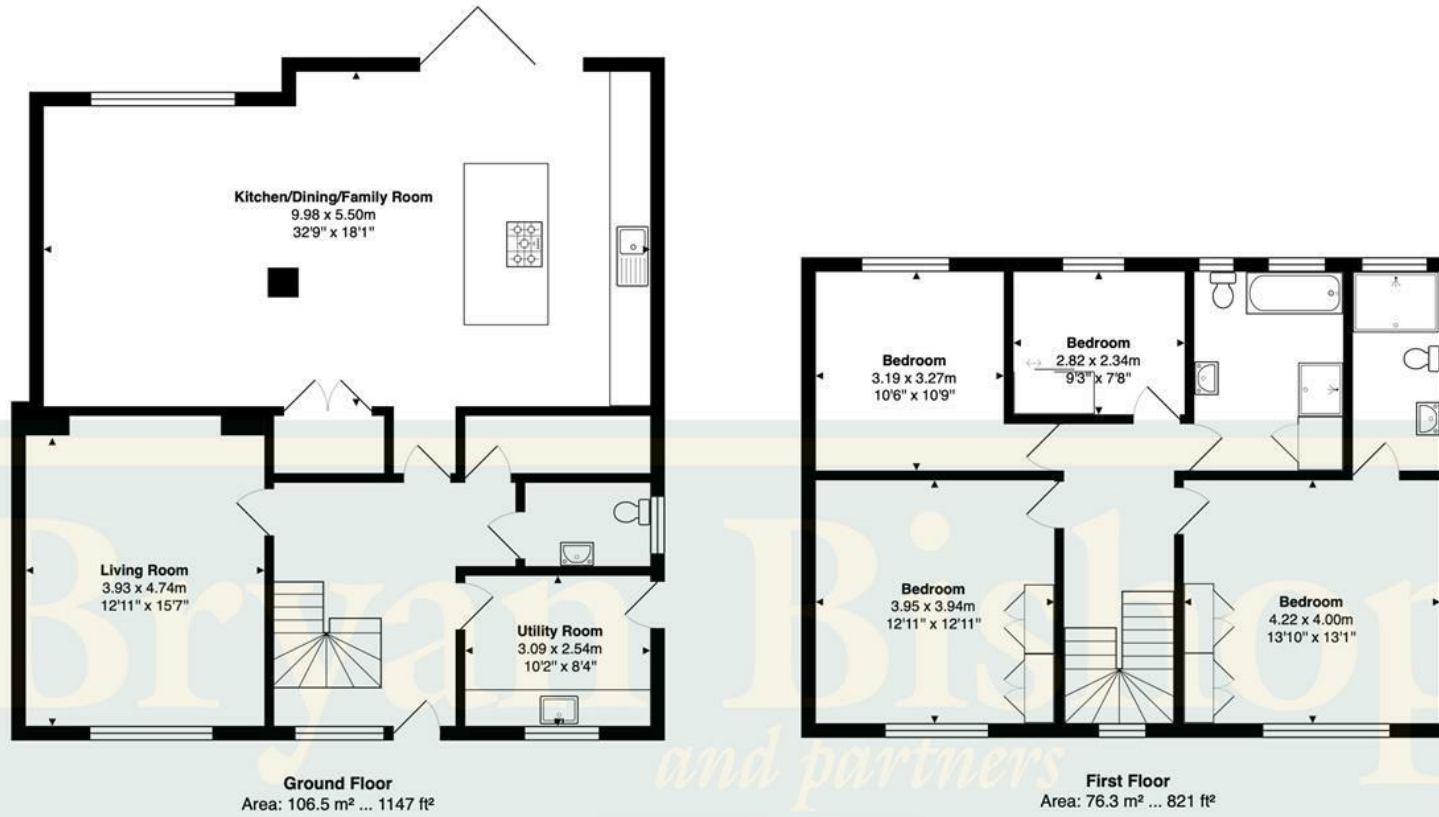 Kitchen/Dining/Family Room
9.98 x 5.50m
32'9" x 18'1"
Living Room
3.93 x 4.74m
12'11" x 15'7"
Utility Room
3.09 x 2.54m
10'2" x 8'4"
Ground Floor
Area: 106.5 m² ... 1147 ft²
Bedroom
3.19 x 3.27m
10'6" x 10'9"
Bedroom
2.82 x 2.34m
9'3" x 7'8"
Bedroom
3.95 x 3.94m
12'11" x 12'11"
Bedroom
4.22 x 4.00m
13'10" x 13'1"
First Floor
Area: 76.3 m² ... 821 ft²
Bryan Bishop
and partners